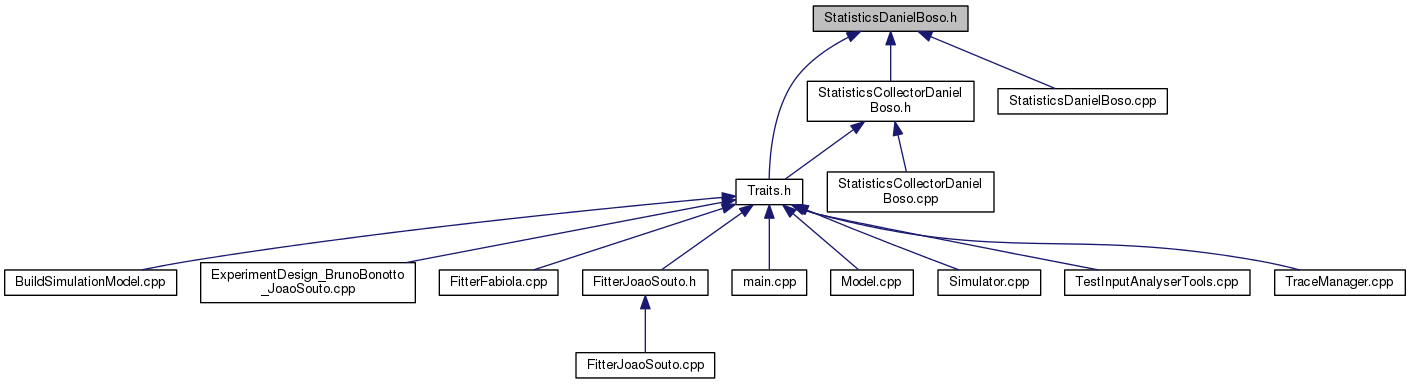 StatisticsDanielBoso.h
StatisticsCollectorDaniel
Boso.h
StatisticsDanielBoso.cpp
Traits.h
StatisticsCollectorDaniel
Boso.cpp
BuildSimulationModel.cpp
ExperimentDesign_BrunoBonotto
_JoaoSouto.cpp
FitterFabiola.cpp
FitterJoaoSouto.h
main.cpp
Model.cpp
Simulator.cpp
TestInputAnalyserTools.cpp
TraceManager.cpp
FitterJoaoSouto.cpp